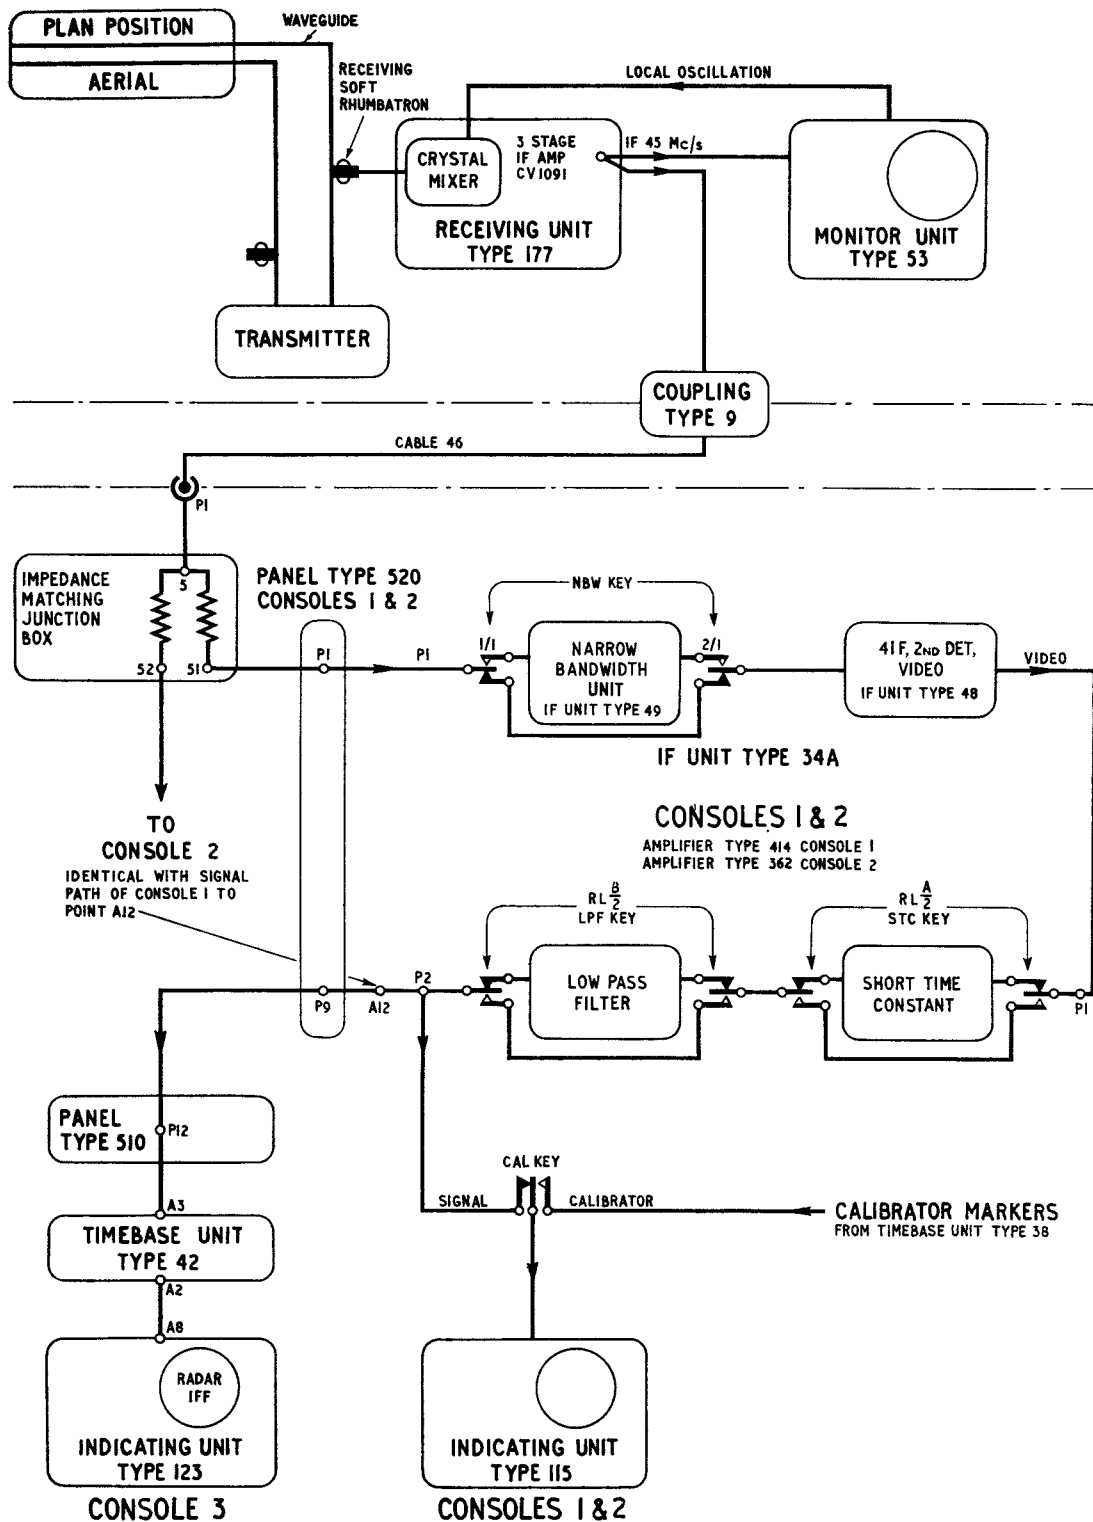 PLAN POSITION
AERIAL
WAVEGUIDE
RECEIVING
SOFT
RHUMBATRON
LOCAL OSCILLATION
CRYSTAL
MIXER
3 STAGE
IF AMP
CV1091
IF 45 Mc/s
RECEIVING UNIT
TYPE 177
MONITOR UNIT
TYPE 53
TRANSMITTER
COUPLING
TYPE 9
CABLE 46
P1
IMPEDANCE
MATCHING
JUNCTION
BOX
5
52
51
PANEL TYPE 520
CONSOLES 1 & 2
P1
P1
NBW KEY
1/1
2/1
NARROW
BANDWIDTH
UNIT
IF UNIT TYPE 49
4 IF, 2ND DET,
VIDEO
IF UNIT TYPE 48
VIDEO
IF UNIT TYPE 34A
TO
CONSOLE 2
IDENTICAL WITH SIGNAL
PATH OF CONSOLE 1 TO
POINT A12
CONSOLES 1 & 2
AMPLIFIER TYPE 414 CONSOLE 1
AMPLIFIER TYPE 362 CONSOLE 2
RL B/2
LPF KEY
RL A/2
STC KEY
LOW PASS
FILTER
SHORT TIME
CONSTANT
P9
A12
P2
P1
PANEL
TYPE 510
P12
A3
TIMEBASE UNIT
TYPE 42
A2
A8
RADAR
IFF
INDICATING UNIT
TYPE 123
CONSOLE 3
CAL KEY
SIGNAL
CALIBRATOR
CALIBRATOR MARKERS
FROM TIMEBASE UNIT TYPE 38
INDICATING UNIT
TYPE 115
CONSOLES 1 & 2